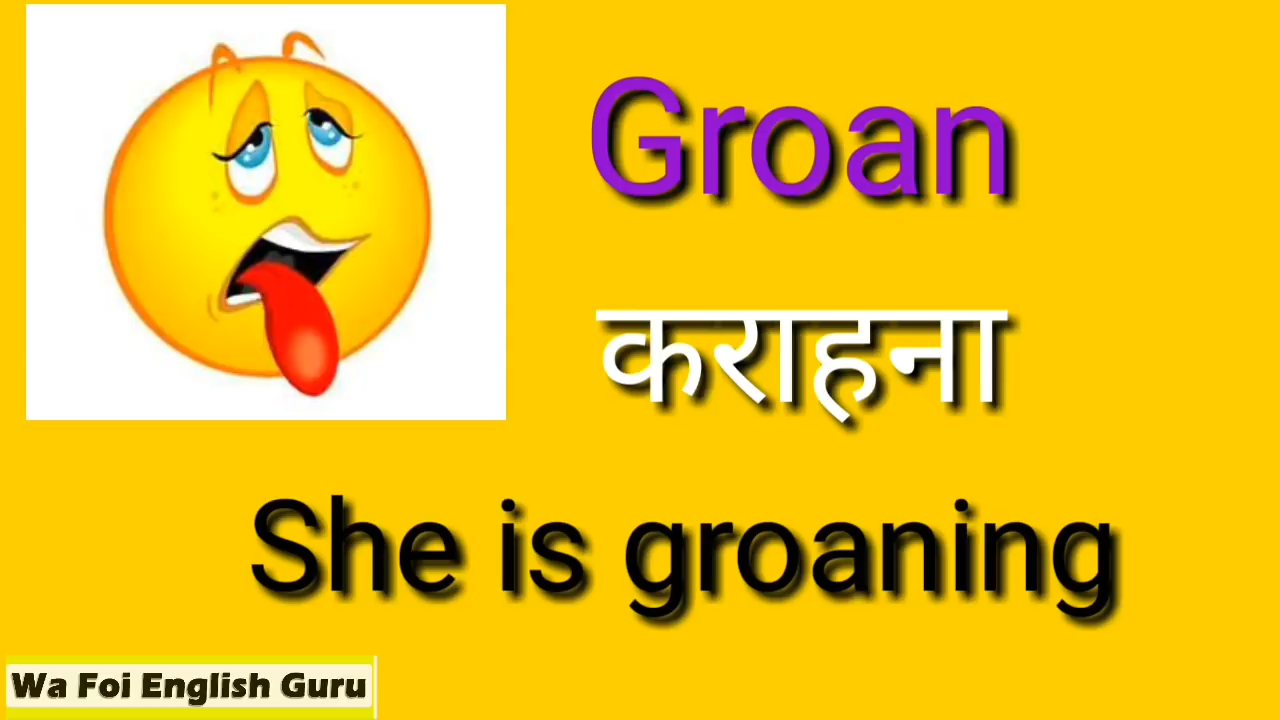 Groan
कराहना
She is groaning
Wa Foi English Guru